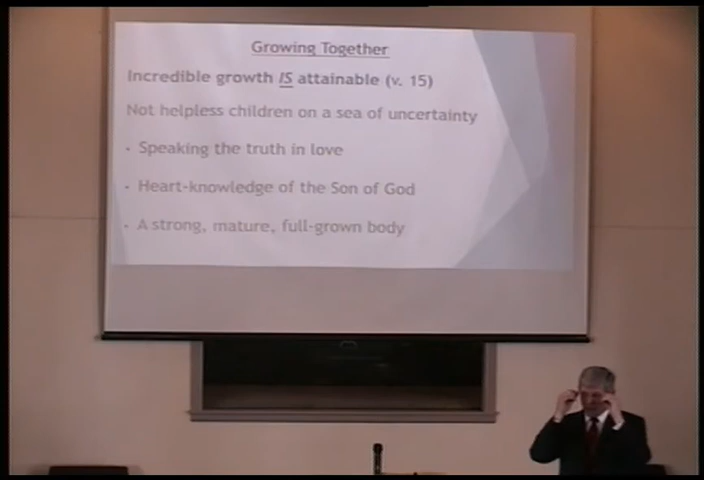 Growing Together
Incredible growth IS attainable (v. 15)
Not helpless children on a sea of uncertainty
- Speaking the truth in love
- Heart-knowledge of the Son of God
- A strong, mature, full-grown body